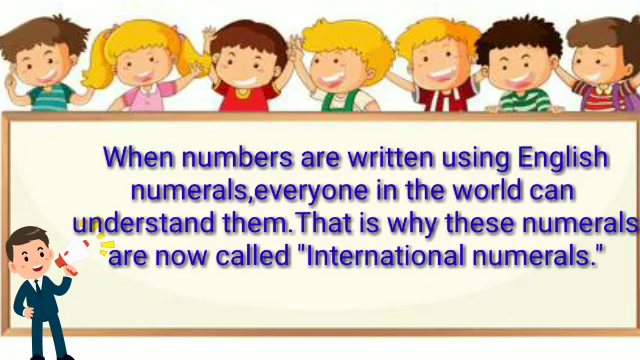 When numbers are written using English
numerals,everyone in the world can
understand them.That is why these numerals
are now called "International numerals."